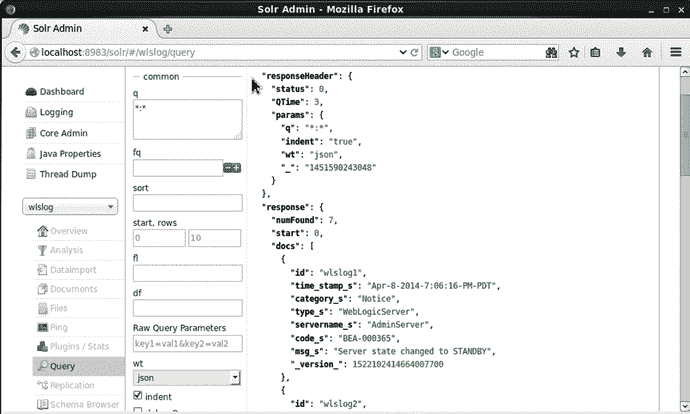 Solr Admin - Mozilla Firefox
Solr Admin
localhost:8983/solr/#/wlslog/query
Google
Dashboard
Logging
Core Admin
Java Properties
Thread Dump
wlslog
Overview
Analysis
Dataimport
Documents
Files
Ping
Plugins / Stats
Query
Replication
Schema Browser
common
q
*:*
fq
sort
start, rows
0 10
fl
df
Raw Query Parameters
key1=val1&key2=val2
wt
json
indent
"responseHeader": {
"status": 0,
"QTime": 3,
"params": {
"q": "*:*",
"indent": "true",
"wt": "json",
"_": "1451590243048"
}
},
"response": {
"numFound": 7,
"start": 0,
"docs": [
{
"id": "wlslog1",
"time_stamp_s": "Apr-8-2014-7:06:16-PM-PDT",
"category_s": "Notice",
"type_s": "WebLogicServer",
"servername_s": "AdminServer",
"code_s": "BEA-000365",
"msg_s": "Server state changed to STANDBY",
"_version_": 1522102414664007700
},
{
"id": "wlslog2",